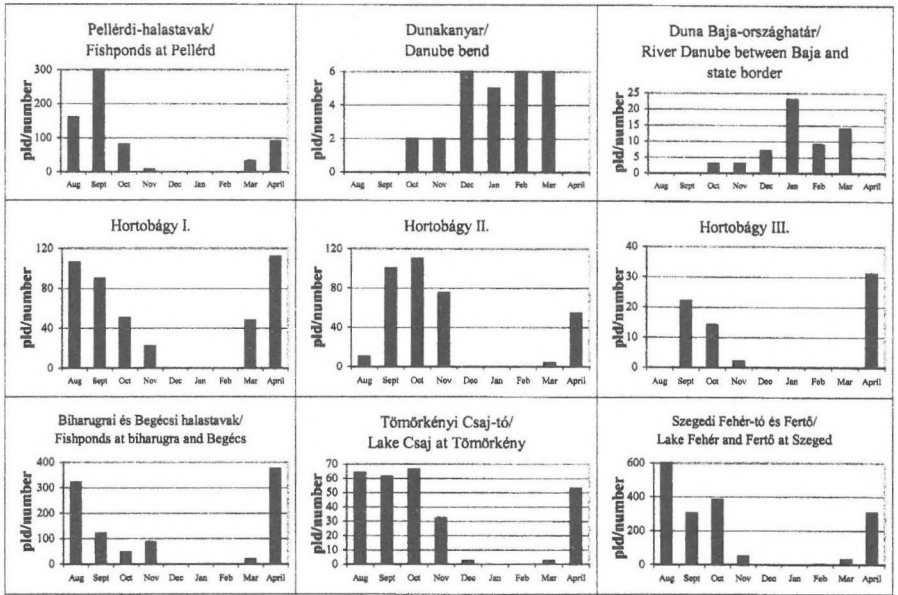 Pellérdi-halastavak/
Fishponds at Pellérd
pld/number
300
200
100
0
Aug Sept Oct Nov Dec Jan Feb Mar April
Dunakanyar/
Danube bend
pld/number
6
4
2
0
Aug Sept Oct Nov Dec Jan Feb Mar April
Duna Baja-országhatár/
River Danube between Baja and
state border
pld/number
25
20
15
10
5
0
Aug Sept Oct Nov Dec Jan Feb Mar April
Hortobágy I.
pld/number
120
80
40
0
Aug Sept Oct Nov Dec Jan Feb Mar April
Hortobágy II.
pld/number
120
80
40
0
Aug Sept Oct Nov Dec Jan Feb Mar April
Hortobágy III.
pld/number
40
30
20
10
0
Aug Sept Oct Nov Dec Jan Feb Mar April
Biharugrai és Begécsi halastavak/
Fishponds at biharugra and Begécs
pld/number
400
300
200
100
0
Aug Sept Oct Nov Dec Jan Feb Mar April
Tömörkényi Csaj-tó/
Lake Csaj at Tömörkény
pld/number
70
60
50
40
30
20
10
0
Aug Sept Oct Nov Dec Jan Feb Mar April
Szegedi Fehér-tó és Fertő/
Lake Fehér and Fertő at Szeged
pld/number
600
400
200
0
Aug Sept Oct Nov Dec Jan Feb Mar April